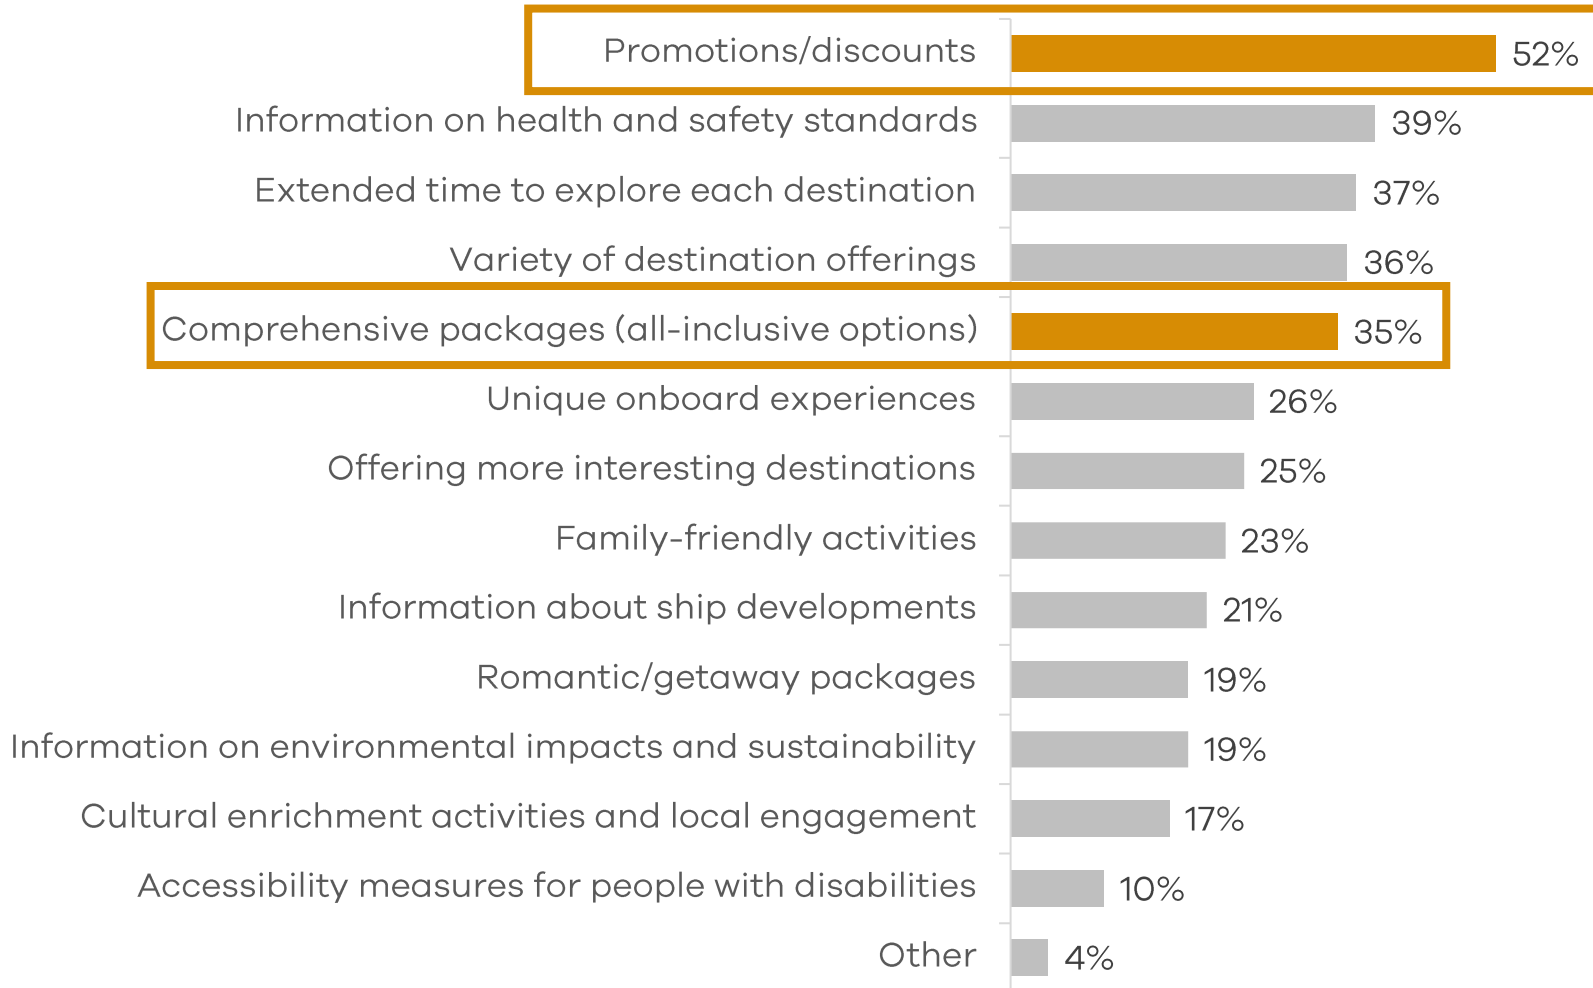 Promotions/discounts 52%
Information on health and safety standards 39%
Extended time to explore each destination 37%
Variety of destination offerings 36%
Comprehensive packages (all-inclusive options) 35%
Unique onboard experiences 26%
Offering more interesting destinations 25%
Family-friendly activities 23%
Information about ship developments 21%
Romantic/getaway packages 19%
Information on environmental impacts and sustainability 19%
Cultural enrichment activities and local engagement 17%
Accessibility measures for people with disabilities 10%
Other 4%